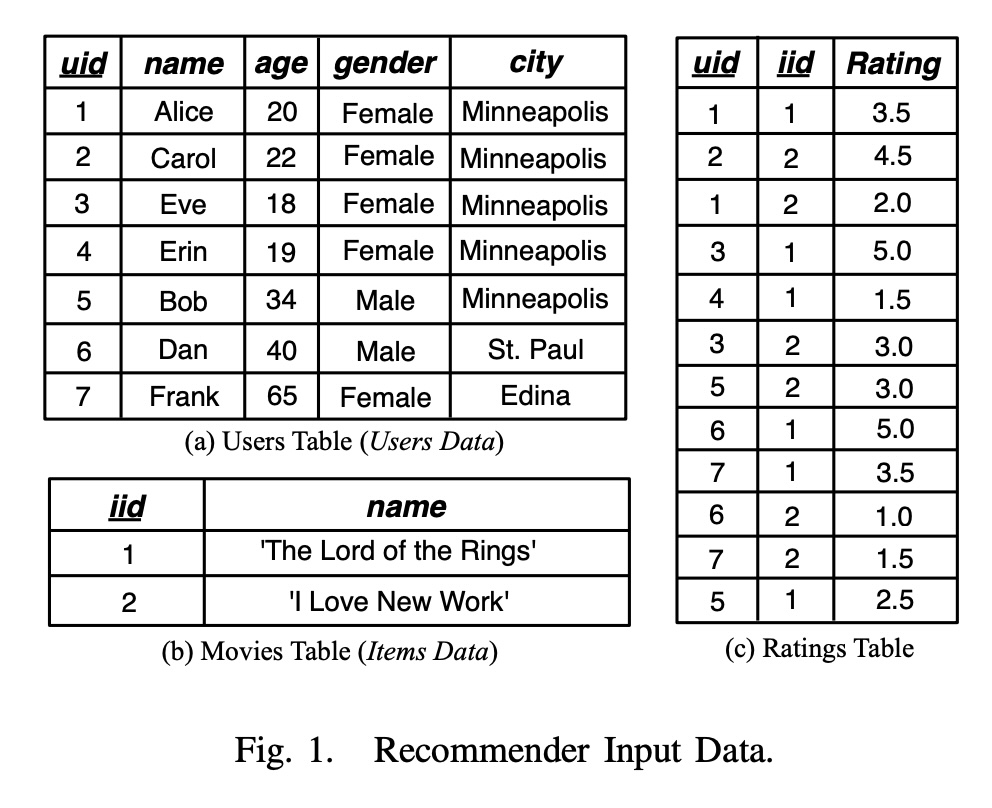 uid name age gender city
1 Alice 20 Female Minneapolis
2 Carol 22 Female Minneapolis
3 Eve 18 Female Minneapolis
4 Erin 19 Female Minneapolis
5 Bob 34 Male Minneapolis
6 Dan 40 Male St. Paul
7 Frank 65 Female Edina
(a) Users Table (Users Data)
iid name
1 'The Lord of the Rings'
2 'I Love New Work'
(b) Movies Table (Items Data)
uid iid Rating
1 1 3.5
2 2 4.5
1 2 2.0
3 1 5.0
4 1 1.5
3 2 3.0
5 2 3.0
6 1 5.0
7 1 3.5
6 2 1.0
7 2 1.5
5 1 2.5
(c) Ratings Table
Fig. 1. Recommender Input Data.